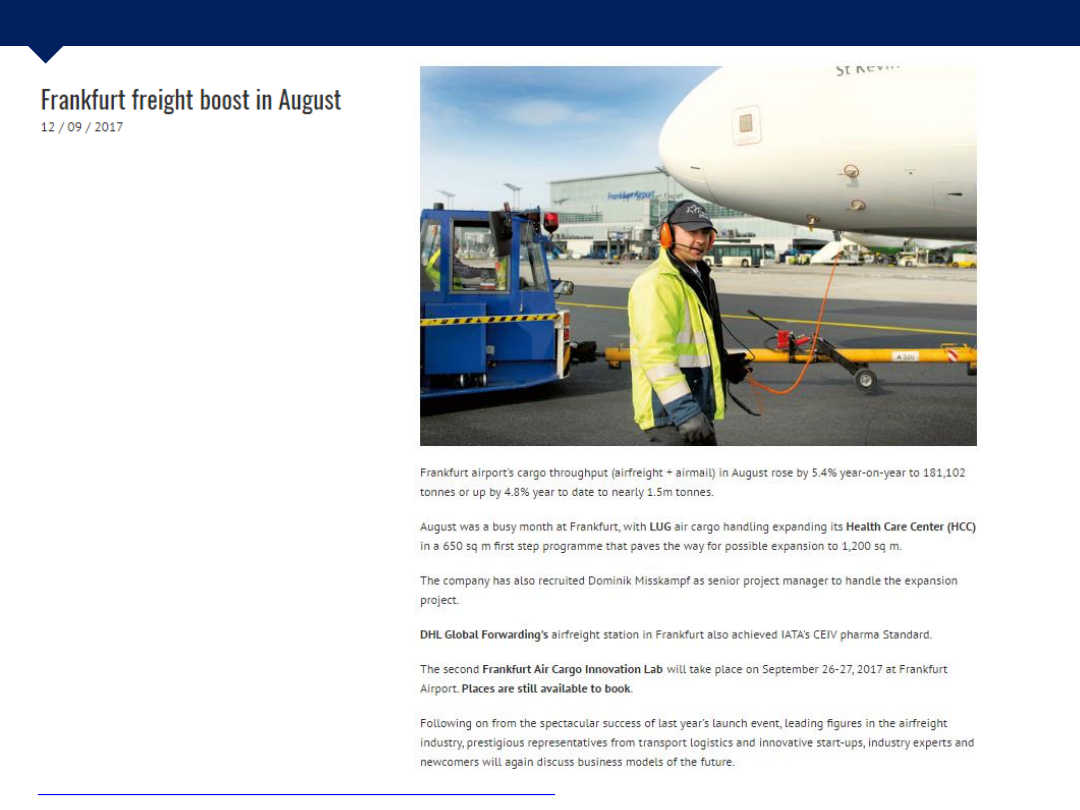 Frankfurt freight boost in August
12 / 09 / 2017
St Kevin
Frankfurt Airport
A 320
Frankfurt airport's cargo throughput (airfreight + airmail) in August rose by 5.4% year-on-year to 181,102
tonnes or up by 4.8% year to date to nearly 1.5m tonnes.
August was a busy month at Frankfurt, with LUG air cargo handling expanding its Health Care Center (HCC)
in a 650 sq m first step programme that paves the way for possible expansion to 1,200 sq m.
The company has also recruited Dominik Misskampf as senior project manager to handle the expansion
project.
DHL Global Forwarding's airfreight station in Frankfurt also achieved IATA's CEIV pharma Standard.
The second Frankfurt Air Cargo Innovation Lab will take place on September 26-27, 2017 at Frankfurt
Airport. Places are still available to book.
Following on from the spectacular success of last year's launch event, leading figures in the airfreight
industry, prestigious representatives from transport logistics and innovative start-ups, industry experts and
newcomers will again discuss business models of the future.